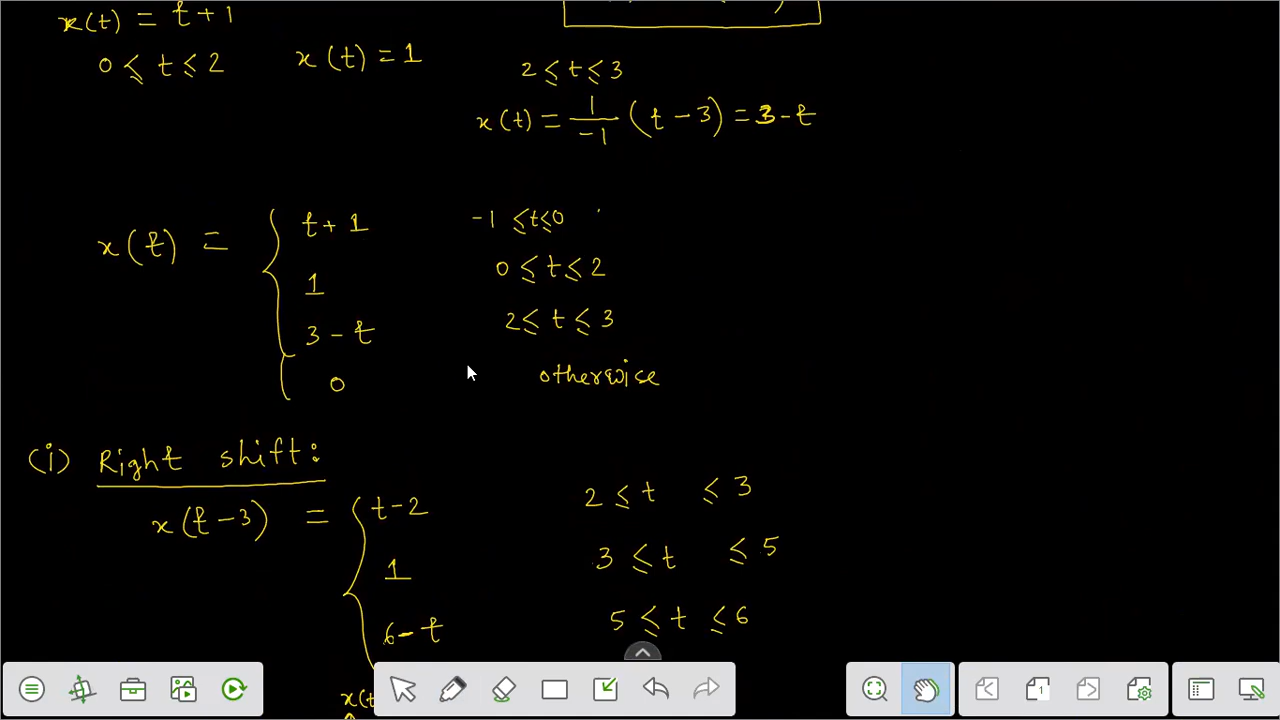 x(t) = t+1
0 ≤ t ≤ 2
x(t) = 1
2 ≤ t ≤ 3
x(t) = 1/-1 (t-3) = 3-t
x(t) = { t+1 -1 ≤ t ≤ 0
1 0 ≤ t ≤ 2
3-t 2 ≤ t ≤ 3
0 otherwise
(i) Right shift:
x(t-3) = { t-2 2 ≤ t ≤ 3
1 3 ≤ t ≤ 5
6-t 5 ≤ t ≤ 6
x(t
1